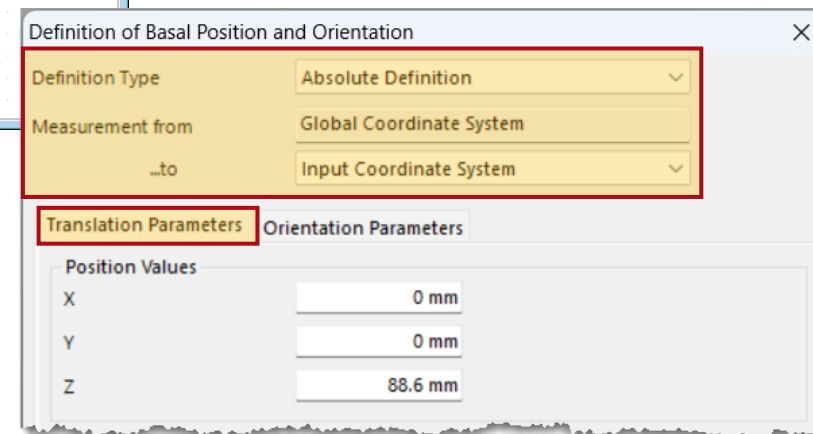 Definition of Basal Position and Orientation
Definition Type Absolute Definition
Measurement from Global Coordinate System
...to Input Coordinate System
Translation Parameters Orientation Parameters
Position Values
X 0 mm
Y 0 mm
Z 88.6 mm